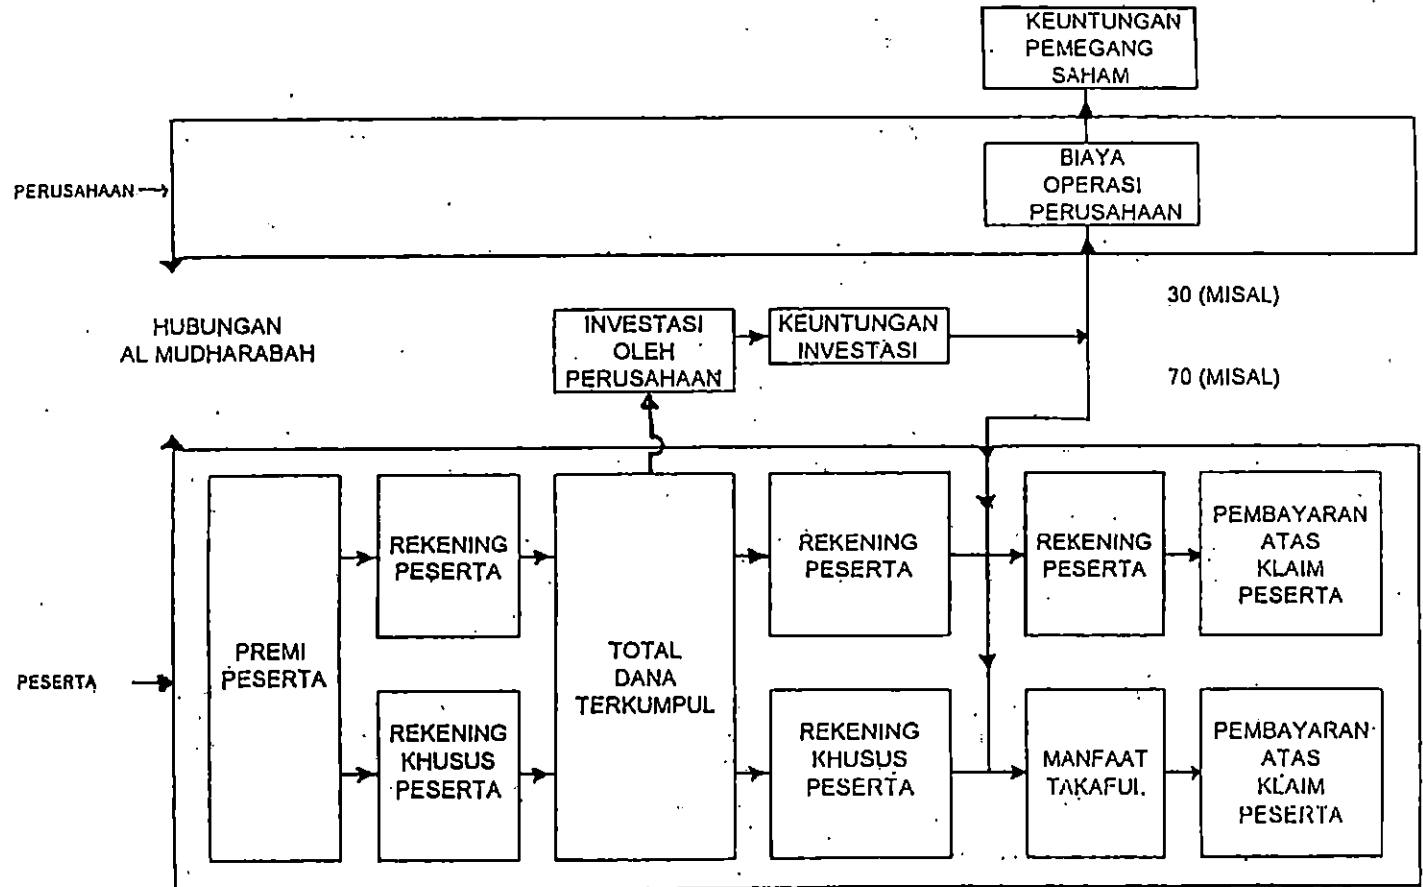 KEUNTUNGAN
PEMEGANG
SAHAM
PERUSAHAAN
BIAYA
OPERASI
PERUSAHAAN
30 (MISAL)
HUBUNGAN
AL MUDHARABAH
INVESTASI
OLEH
PERUSAHAAN
KEUNTUNGAN
INVESTASI
70 (MISAL)
PESERTA
PREMI
PESERTA
REKENING
PESERTA
REKENING
KHUSUS
PESERTA
TOTAL
DANA
TERKUMPUL
REKENING
PESERTA
REKENING
KHUSUS
PESERTA
REKENING
PESERTA
MANFAAT
TAKAFUL
PEMBAYARAN
ATAS
KLAIM
PESERTA
PEMBAYARAN
ATAS
KLAIM
PESERTA